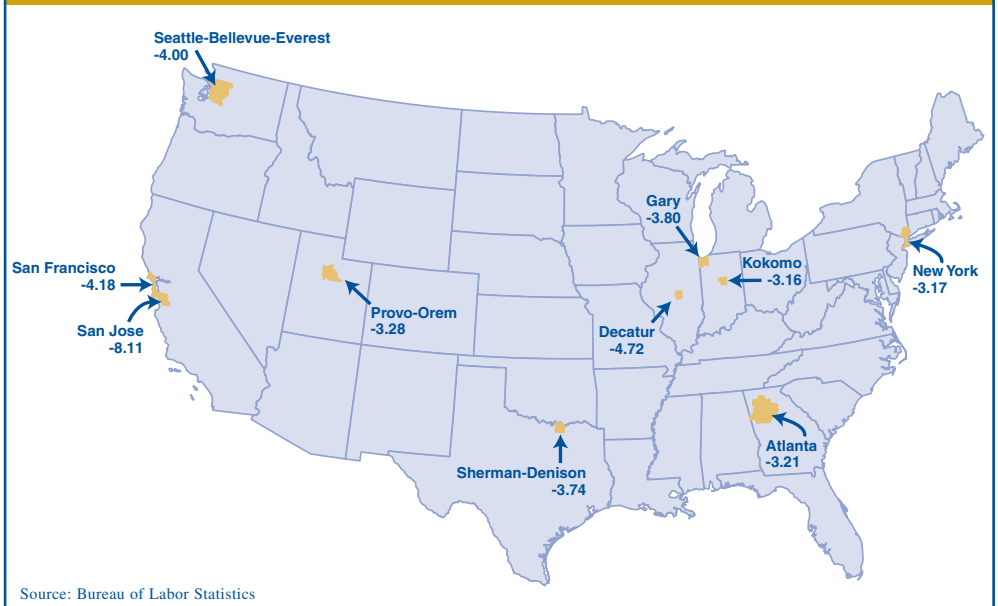 Seattle-Bellevue-Everest
-4.00
Gary
-3.80
Kokomo
-3.16
New York
-3.17
San Francisco
-4.18
San Jose
-8.11
Provo-Orem
-3.28
Decatur
-4.72
Atlanta
-3.21
Sherman-Denison
-3.74
Source: Bureau of Labor Statistics